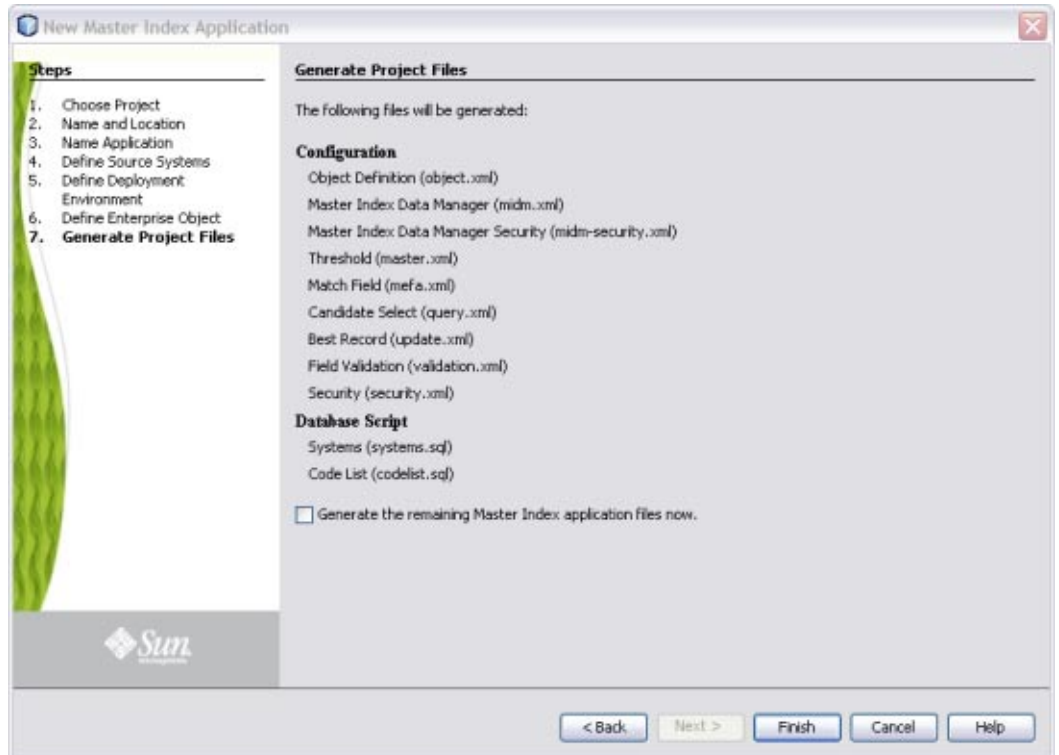 New Master Index Application
Steps
1. Choose Project
2. Name and Location
3. Name Application
4. Define Source Systems
5. Define Deployment
Environment
6. Define Enterprise Object
7. Generate Project Files
Sun
Generate Project Files
The following files will be generated:
Configuration
Object Definition (object.xml)
Master Index Data Manager (midm.xml)
Master Index Data Manager Security (midm-security.xml)
Threshold (master.xml)
Match Field (mefa.xml)
Candidate Select (query.xml)
Best Record (update.xml)
Field Validation (validation.xml)
Security (security.xml)
Database Script
Systems (systems.sql)
Code List (codelist.sql)
Generate the remaining Master Index application files now.
< Back
Next >
Finish
Cancel
Help